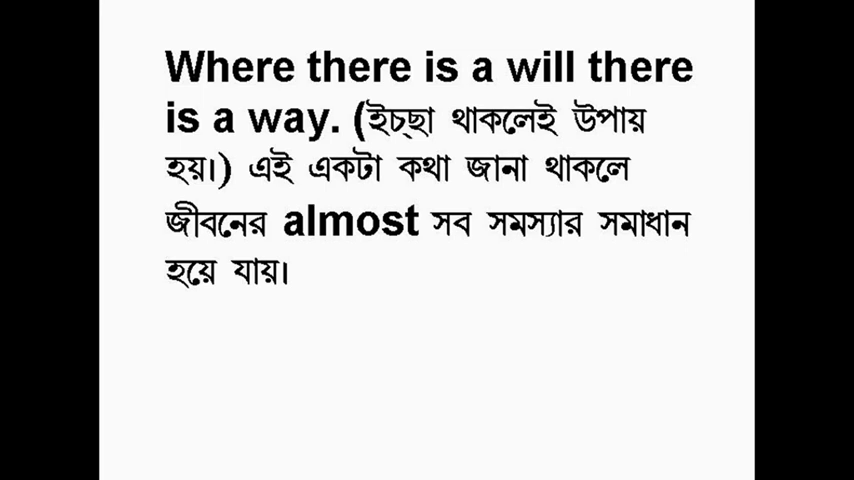 Where there is a will there
is a way. (ইচ্ছা থাকলেই উপায়
হয়।) এই একটা কথা জানা থাকলে
জীবনের almost সব সমস্যার সমাধান
হয়ে যায়।